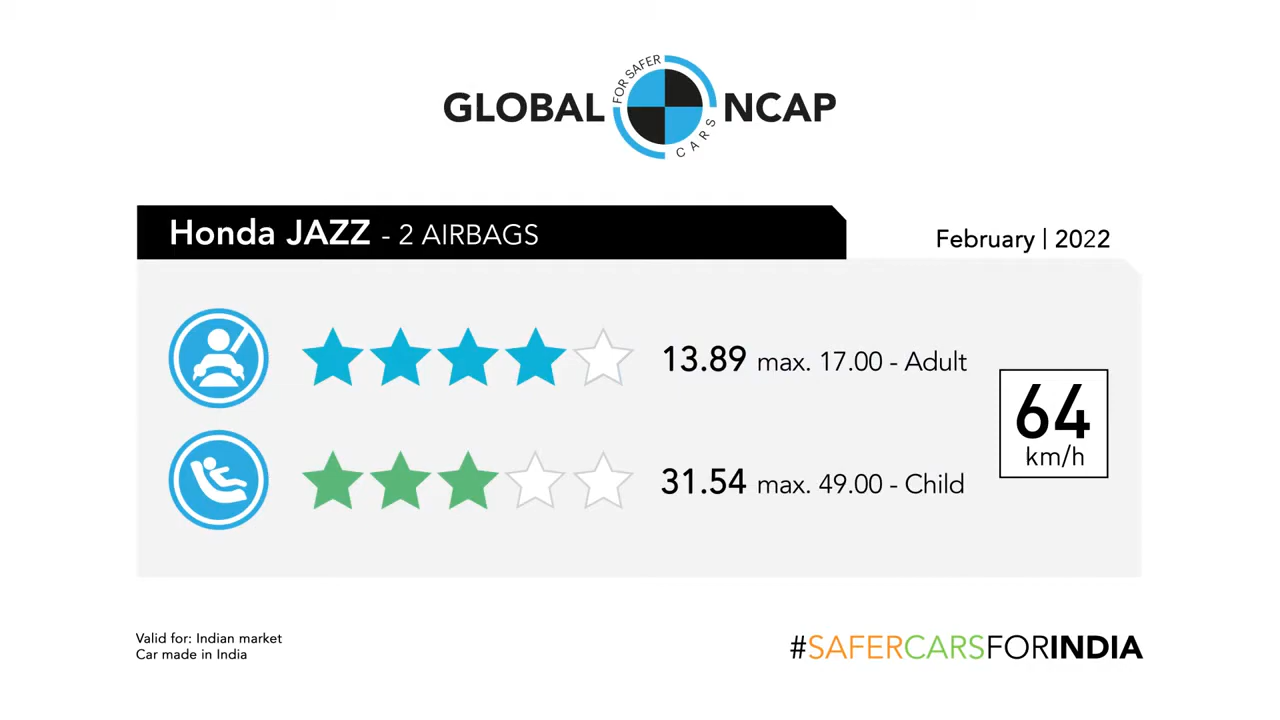 GLOBAL FOR SAFER CARS NCAP
Honda JAZZ - 2 AIRBAGS
February | 2022
13.89 max. 17.00 - Adult
64
km/h
31.54 max. 49.00 - Child
Valid for: Indian market
Car made in India
#SAFERCARSFORINDIA